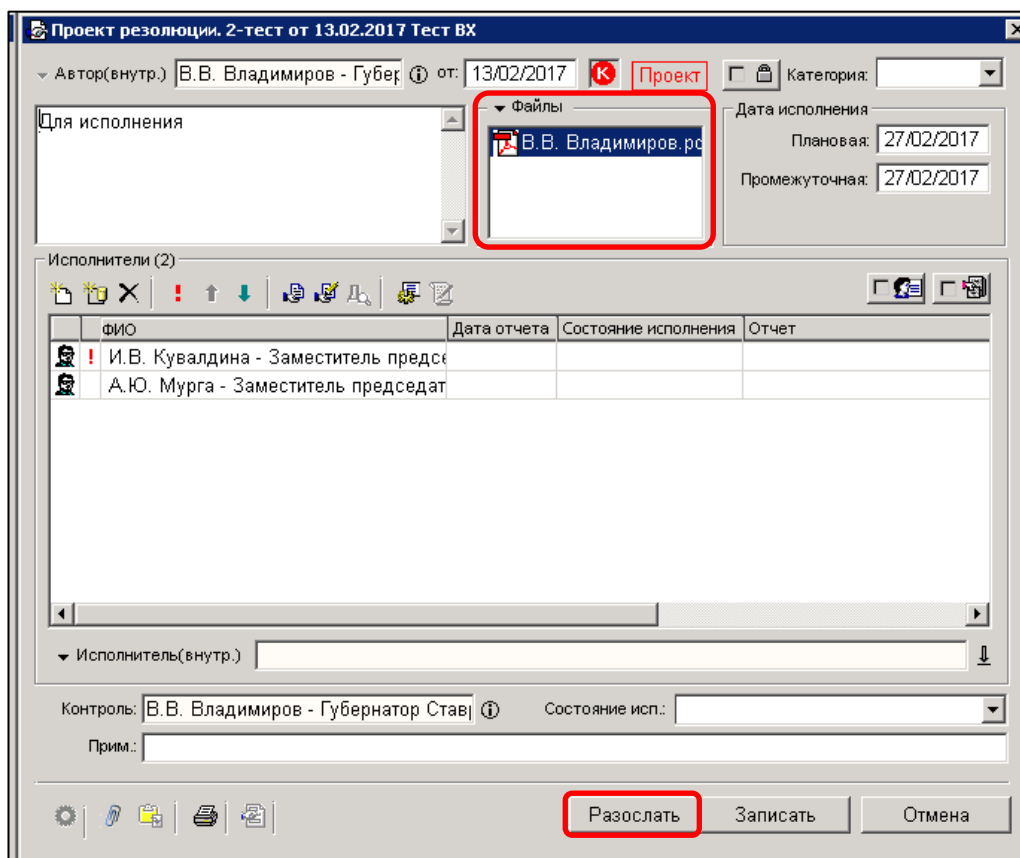 Проект резолюции. 2-тест от 13.02.2017 Тест ВХ
Автор(внутр.) В.В. Владимиров - Губер от: 13/02/2017 К Проект Категория:
Для исполнения
Файлы
В.В. Владимиров.pd
Дата исполнения
Плановая: 27/02/2017
Промежуточная: 27/02/2017
Исполнители (2)
ФИО Дата отчета Состояние исполнения Отчет
И.В. Кувалдина - Заместитель предсе
А.Ю. Мурга - Заместитель председат
Исполнитель(внутр.)
Контроль: В.В. Владимиров - Губернатор Ставр Состояние исп.:
Прим.:
Разослать Записать Отмена